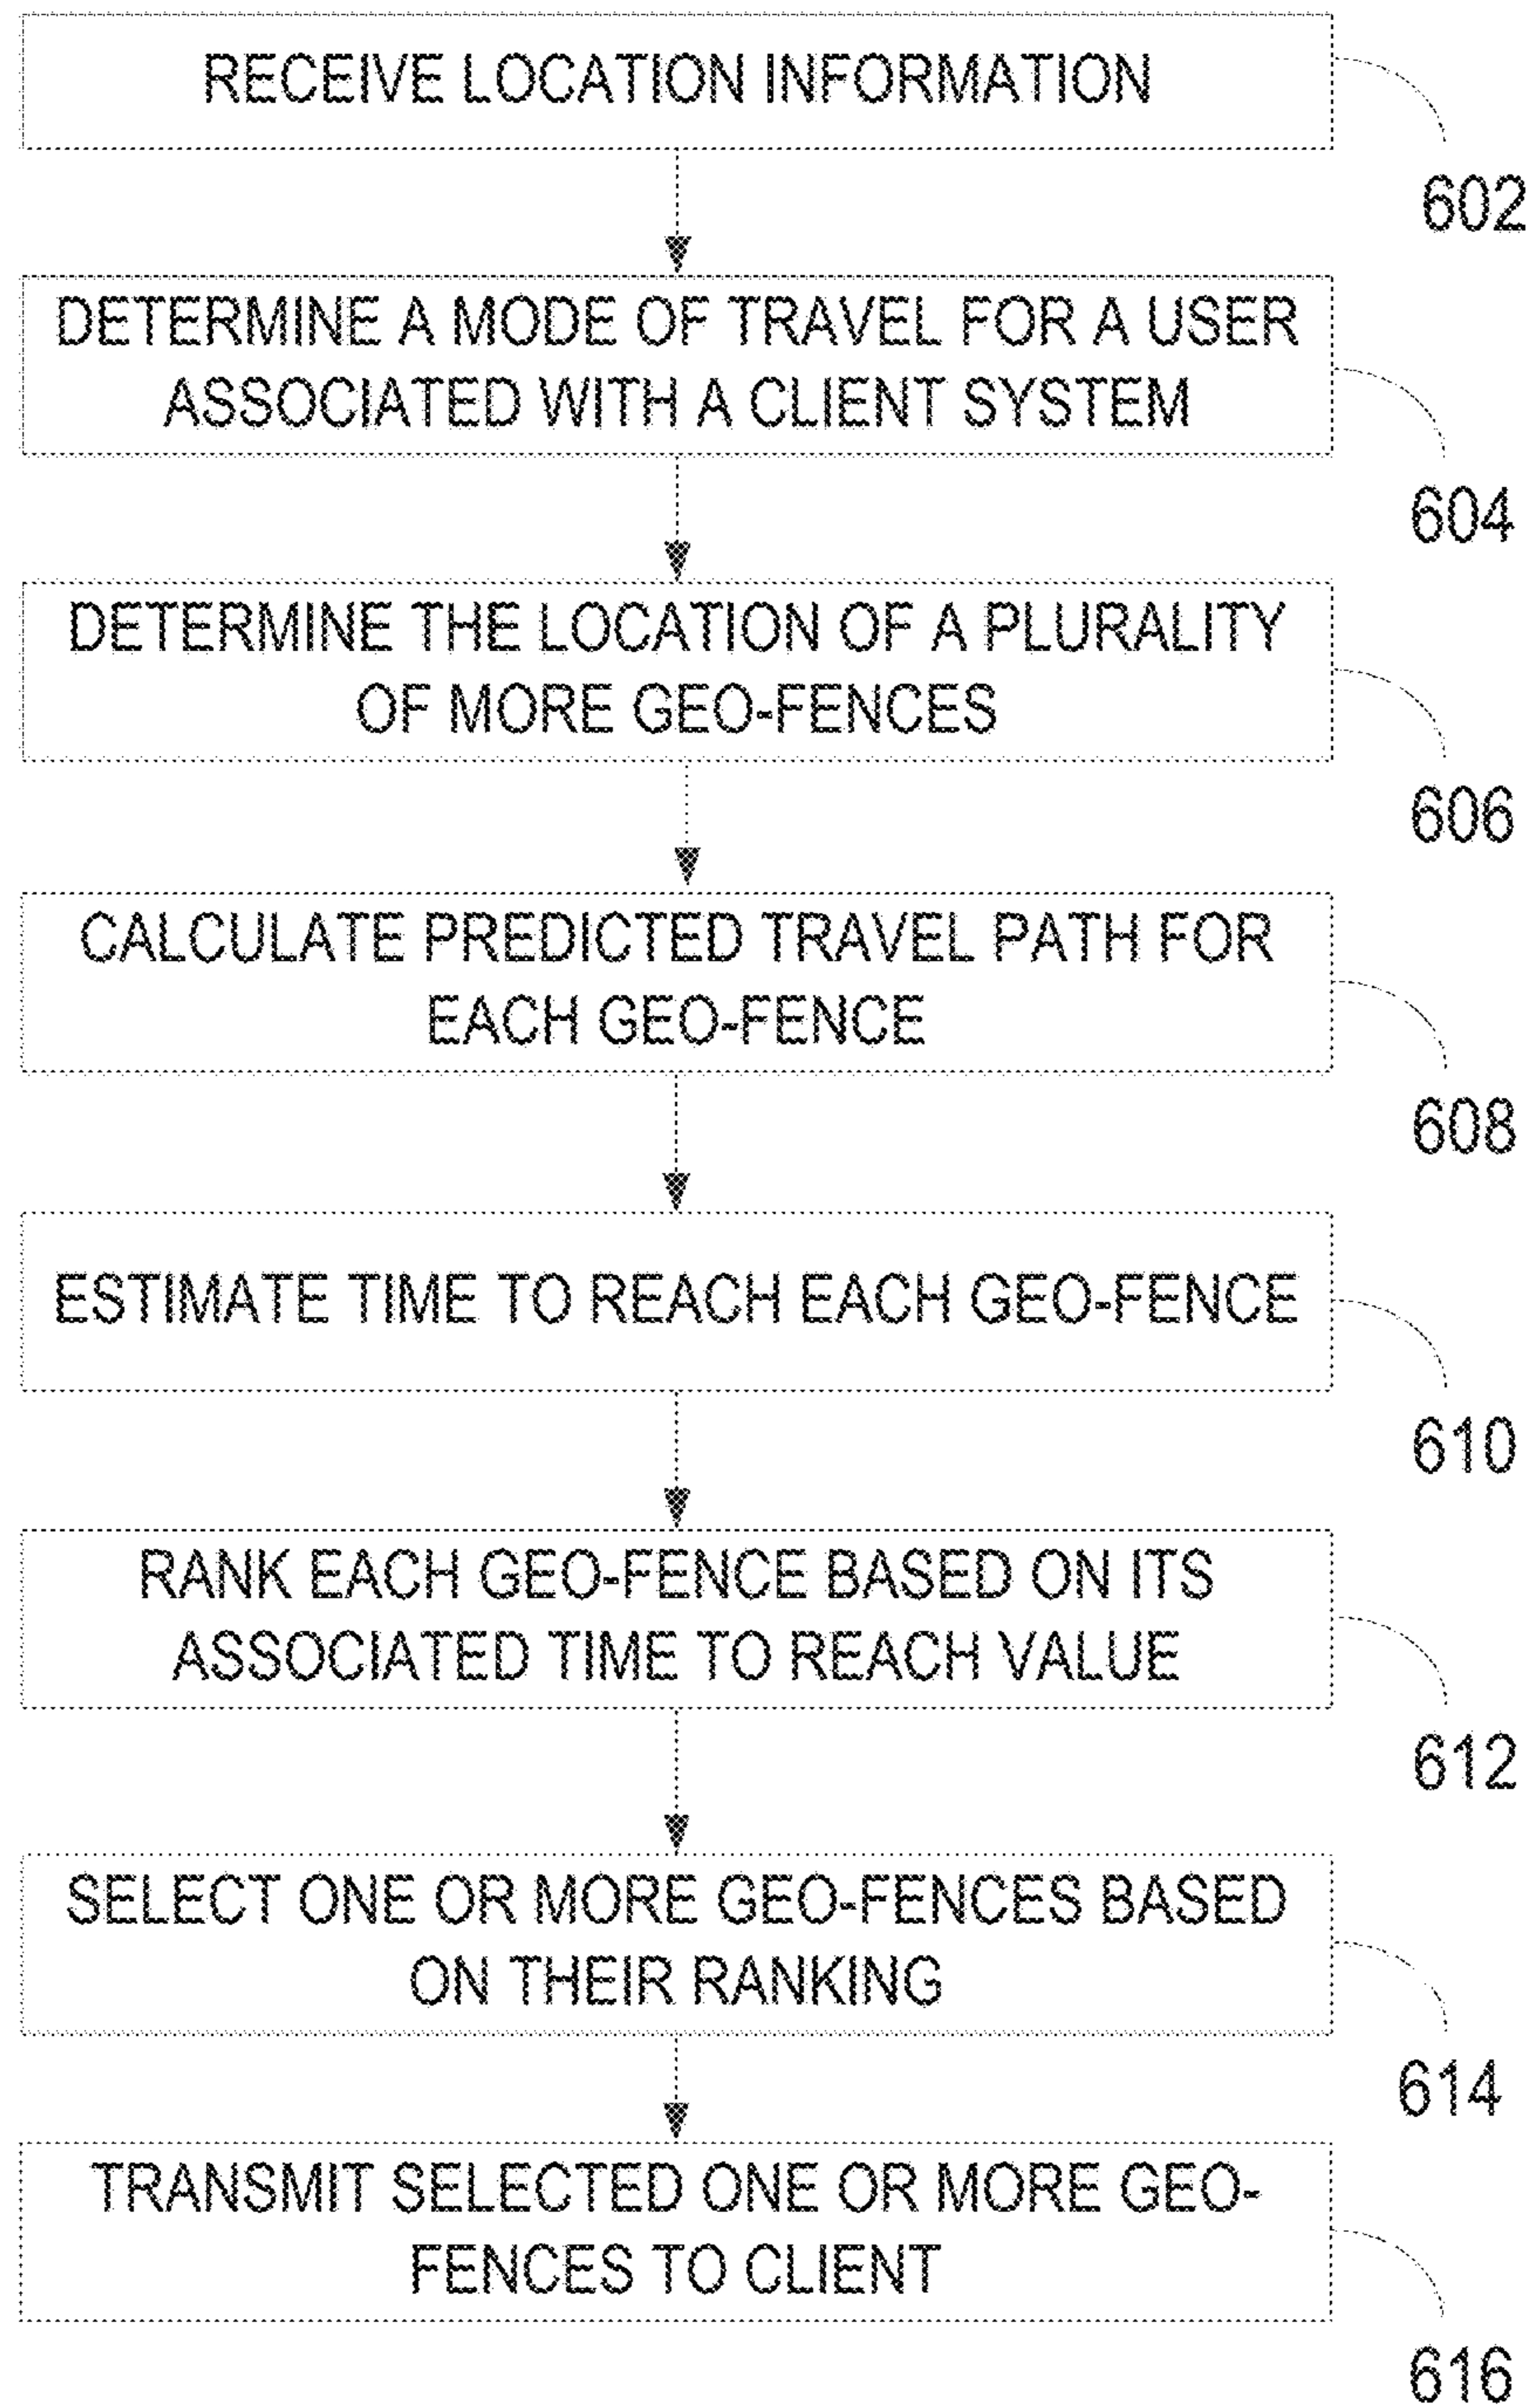 RECEIVE LOCATION INFORMATION
602
DETERMINE A MODE OF TRAVEL FOR A USER
ASSOCIATED WITH A CLIENT SYSTEM
604
DETERMINE THE LOCATION OF A PLURALITY
OF MORE GEO-FENCES
606
CALCULATE PREDICTED TRAVEL PATH FOR
EACH GEO-FENCE
608
ESTIMATE TIME TO REACH EACH GEO-FENCE
610
RANK EACH GEO-FENCE BASED ON ITS
ASSOCIATED TIME TO REACH VALUE
612
SELECT ONE OR MORE GEO-FENCES BASED
ON THEIR RANKING
614
TRANSMIT SELECTED ONE OR MORE GEO-
FENCES TO CLIENT
616